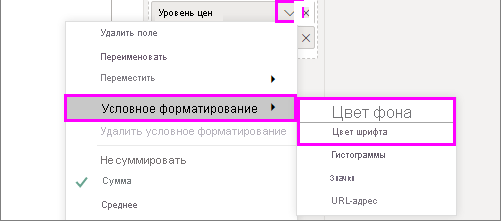 Уровень цен
Удалить поле
Переименовать
Переместить
Условное форматирование
Удалить условное форматирование
Не суммировать
Сумма
Среднее
Цвет фона
Цвет шрифта
Гистограммы
Значки
URL-адрес